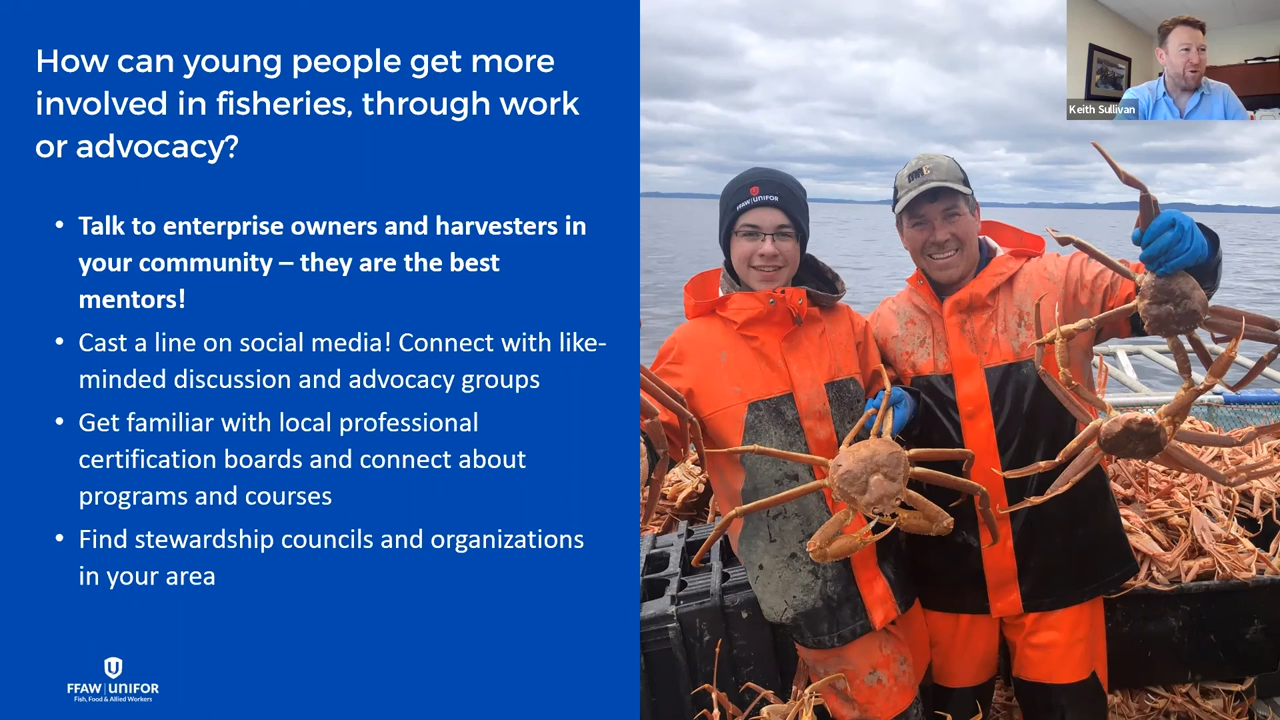 How can young people get more
involved in fisheries, through work
or advocacy?
• Talk to enterprise owners and harvesters in
your community – they are the best
mentors!
• Cast a line on social media! Connect with like-
minded discussion and advocacy groups
• Get familiar with local professional
certification boards and connect about
programs and courses
• Find stewardship councils and organizations
in your area
FFAW | UNIFOR
Fish, Food & Allied Workers
Keith Sullivan
FFAW | UNIFOR